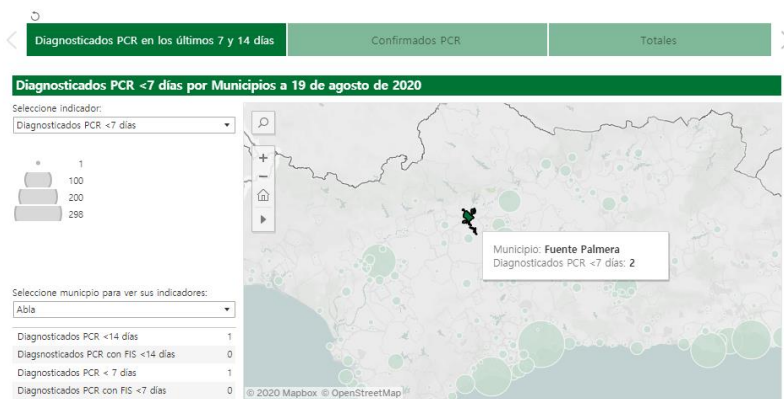 Diagnosticados PCR en los últimos 7 y 14 días
Confirmados PCR
Totales
Diagnosticados PCR <7 días por Municipios a 19 de agosto de 2020
Seleccione indicador:
Diagnosticados PCR <7 días
1
100
200
298
Municipio: Fuente Palmera
Diagnosticados PCR <7 días: 2
Seleccione municpio para ver sus indicadores:
Abla
Diagnosticados PCR <14 días 1
Diagsnosticados PCR con FIS <14 días 0
Diagnosticados PCR < 7 días 1
Diagnosticados PCR con FIS <7 días 0
© 2020 Mapbox © OpenStreetMap